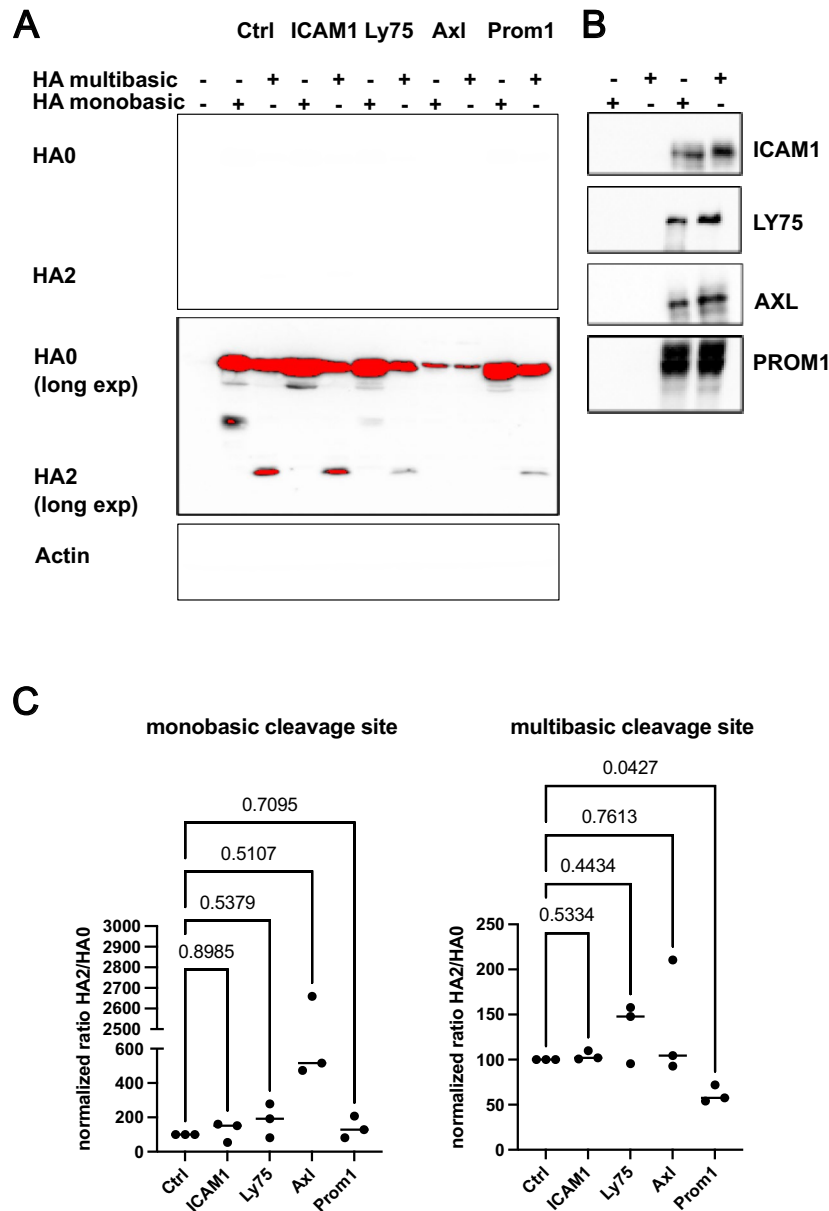 A
B
Ctrl ICAM1 Ly75 Axl Prom1
HA multibasic - - + - + - + - + - +
HA monobasic - + - + - + - + - + -
- + - +
+ - + -
HA0
HA2
HA0
(long exp)
HA2
(long exp)
Actin
ICAM1
LY75
AXL
PROM1
C
monobasic cleavage site
0.7095
0.5107
0.5379
0.8985
normalized ratio HA2/HA0
3000
2900
2800
2700
2600
2500
600
400
200
0
Ctrl
ICAM1
Ly75
Axl
Prom1
multibasic cleavage site
0.0427
0.7613
0.4434
0.5334
normalized ratio HA2/HA0
250
200
150
100
50
0
Ctrl
ICAM1
Ly75
Axl
Prom1